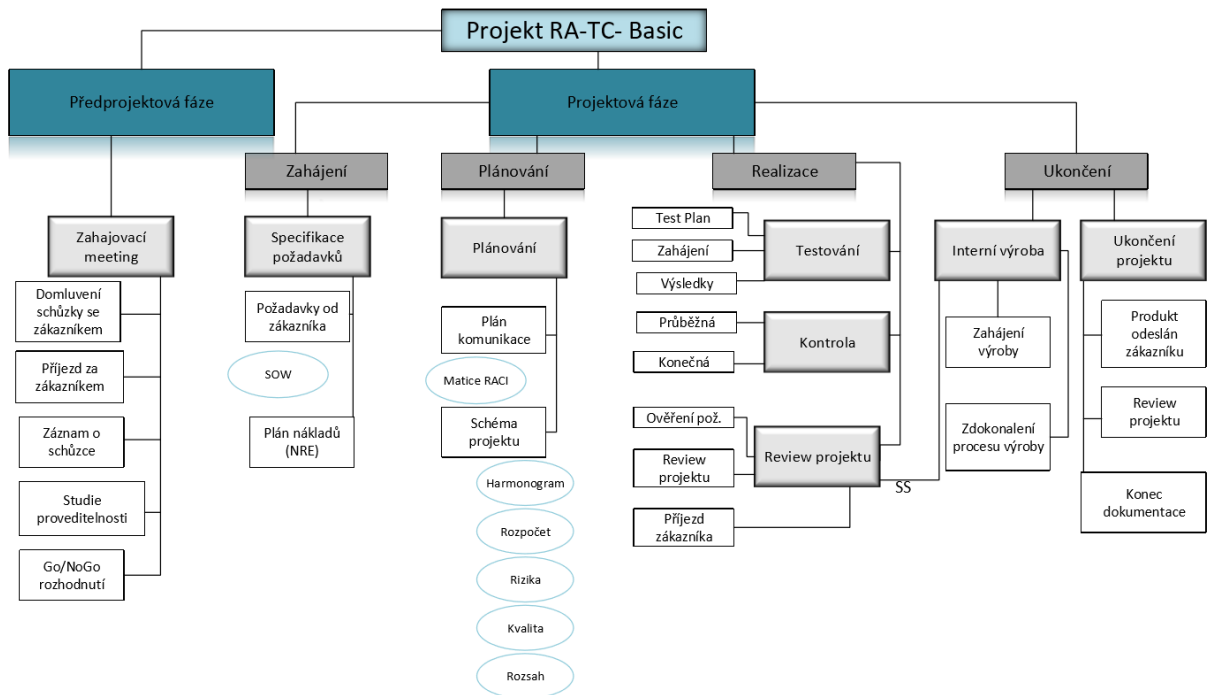 Projekt RA-TC- Basic
Předprojektová fáze
Projektová fáze
Zahájení
Plánování
Realizace
Ukončení
Zahajovací
meeting
Domluvení
schůzky se
zákazníkem
Příjezd za
zákazníkem
Záznam o
schůzce
Studie
proveditelnosti
Go/NoGo
rozhodnutí
Specifikace
požadavků
Požadavky od
zákazníka
SOW
Plán nákladů
(NRE)
Plánování
Plán
komunikace
Matice RACI
Schéma
projektu
Harmonogram
Rozpočet
Rizika
Kvalita
Rozsah
Test Plan
Zahájení
Výsledky
Testování
Průběžná
Konečná
Kontrola
Ověření pož.
Review
projektu
Příjezd
zákazníka
Review projektu
SS
Interní výroba
Zahájení
výroby
Zdokonalení
procesu výroby
Ukončení
projektu
Produkt
odeslán
zákazníku
Review
projektu
Konec
dokumentace